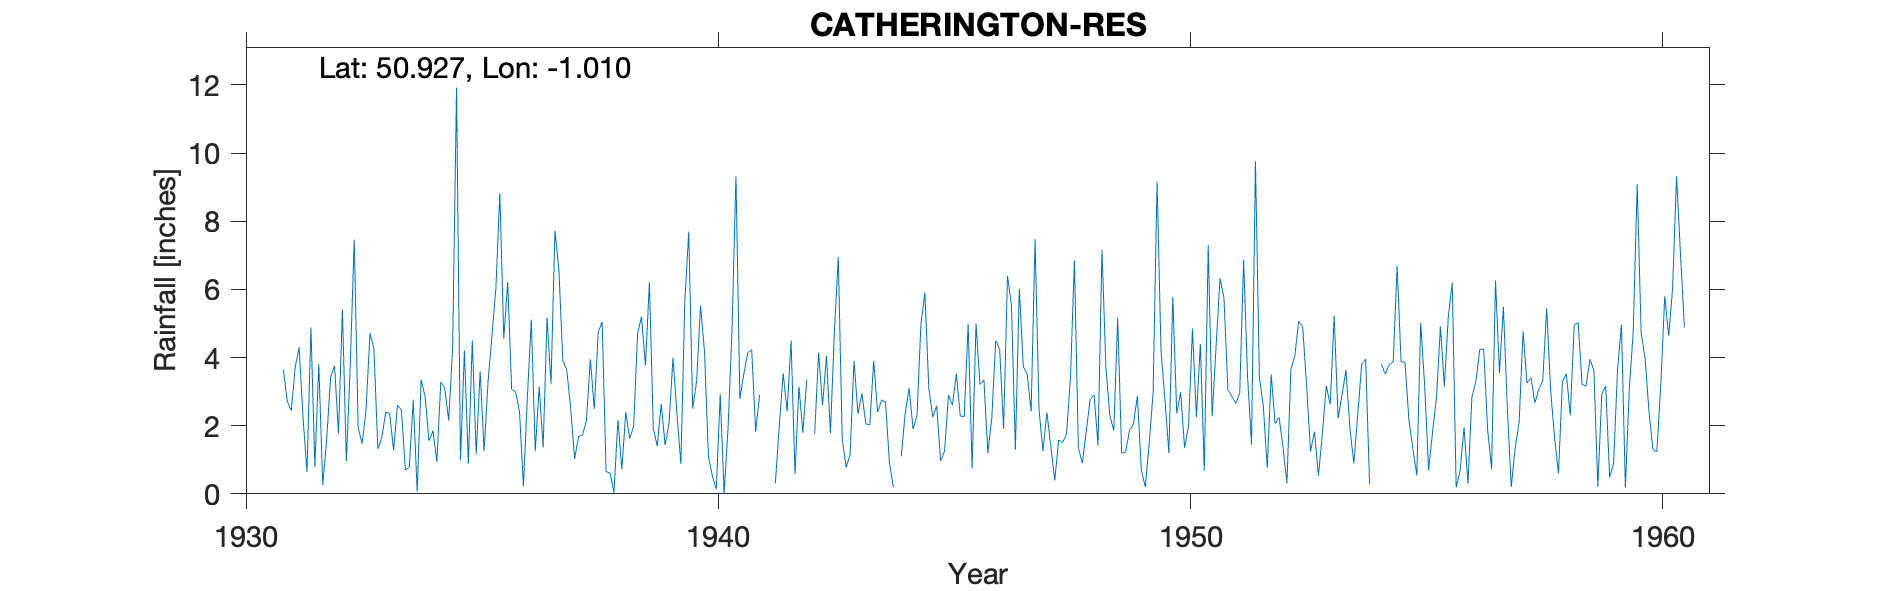 CATHERINGTON-RES
Lat: 50.927, Lon: -1.010
12
10
8
6
4
2
0
Rainfall [inches]
1930 1940 1950 1960
Year